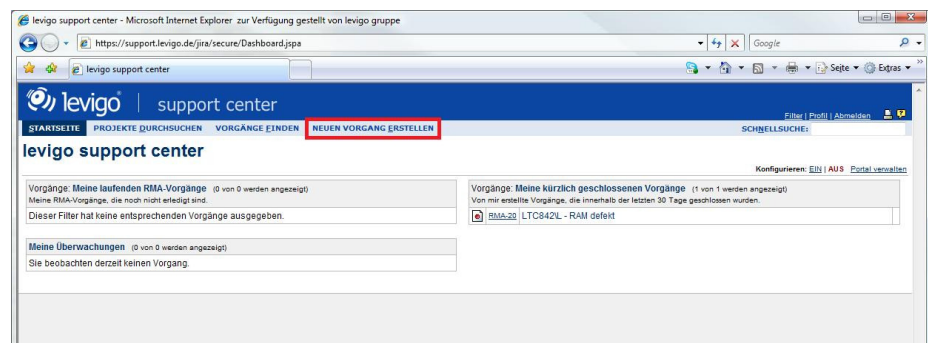 levigo support center - Microsoft Internet Explorer zur Verfügung gestellt von levigo gruppe
https://support.levigo.de/jira/secure/Dashboard.jspa
Google
levigo support center
Seite
Extras
levigo | support center
Filter | Profil | Abmelden
STARTSEITE PROJEKTE DURCHSUCHEN VORGÄNGE FINDEN NEUEN VORGANG ERSTELLEN
SCHNELLSUCHE:
levigo support center
Konfigurieren: EIN | AUS Portal verwalten
Vorgänge: Meine laufenden RMA-Vorgänge (0 von 0 werden angezeigt)
Meine RMA-Vorgänge, die noch nicht erledigt sind.
Dieser Filter hat keine entsprechenden Vorgänge ausgegeben.
Meine Überwachungen (0 von 0 werden angezeigt)
Sie beobachten derzeit keinen Vorgang.
Vorgänge: Meine kürzlich geschlossenen Vorgänge (1 von 1 werden angezeigt)
Von mir erstellte Vorgänge, die innerhalb der letzten 30 Tage geschlossen wurden.
RMA-20 LTC842\L - RAM defekt